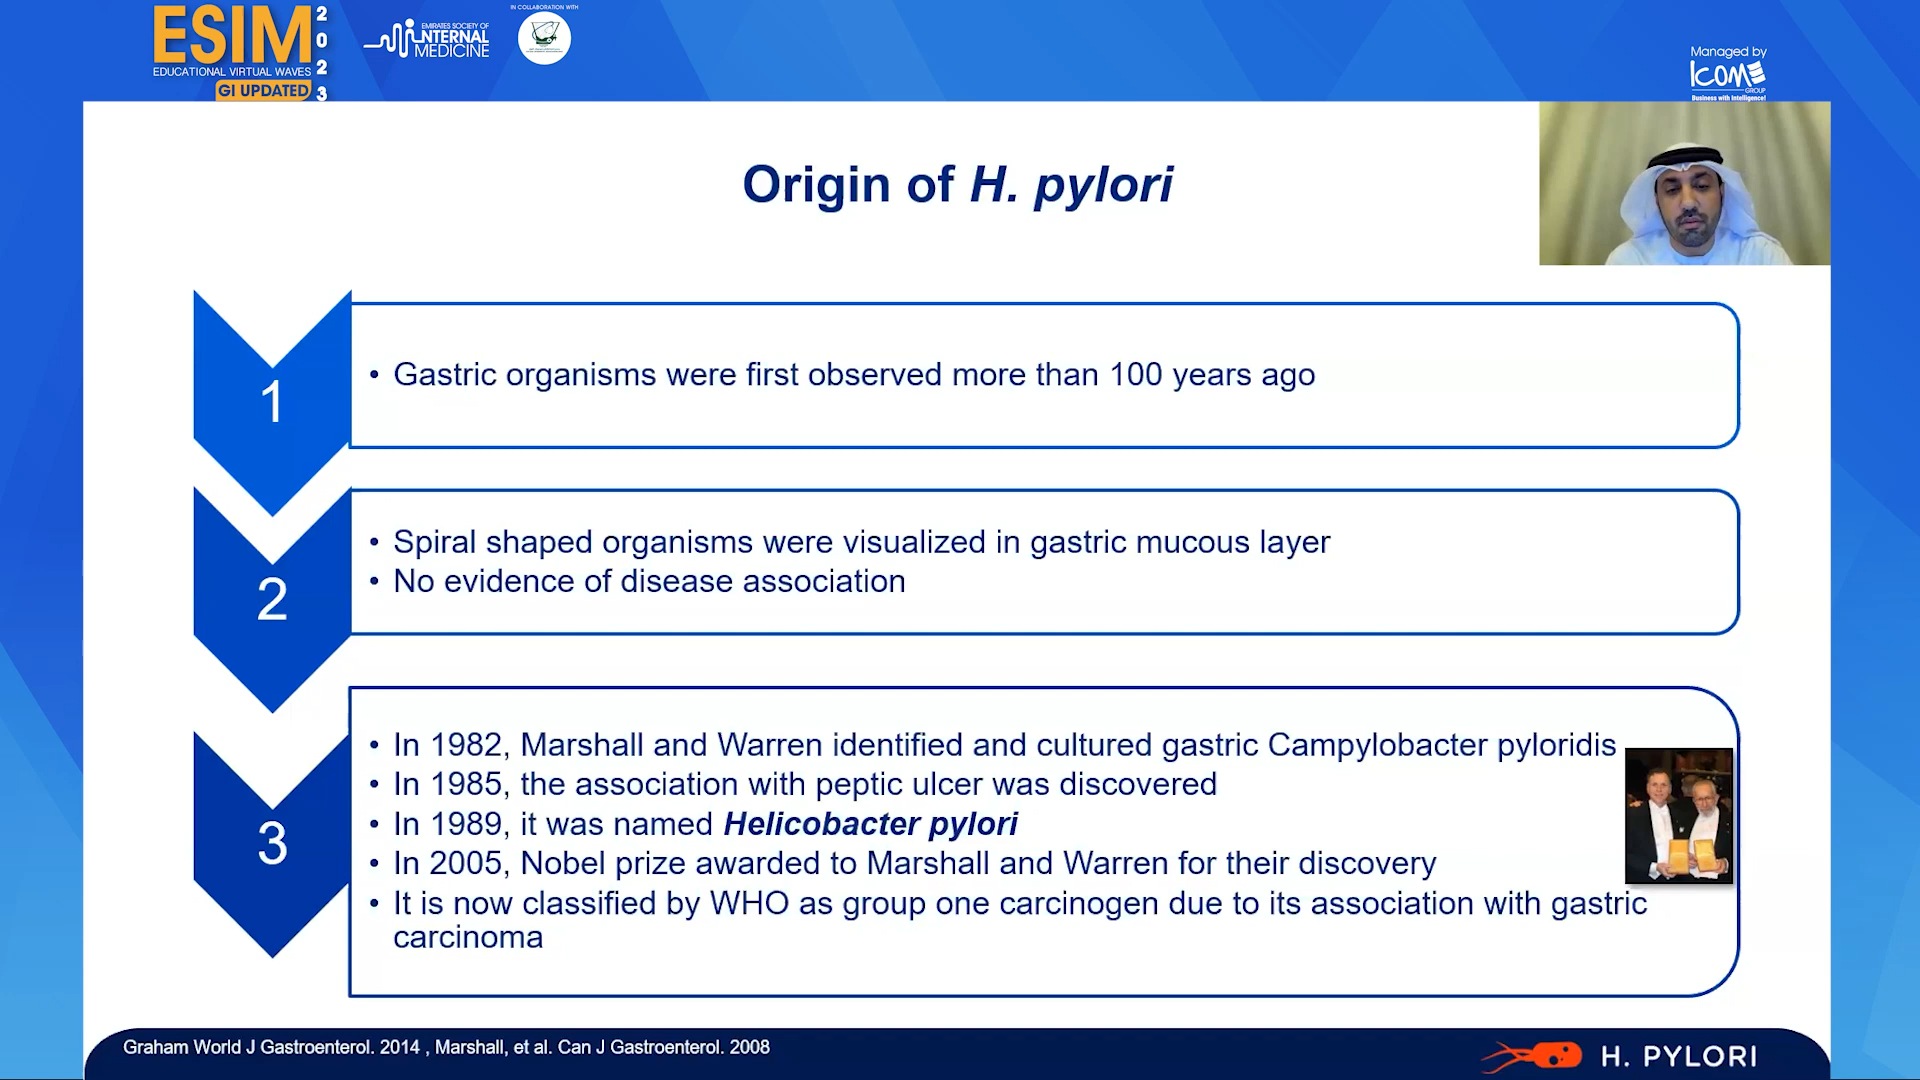 ESIM
2023
EDUCATIONAL VIRTUAL WAVES
GI UPDATED
EMIRATES SOCIETY OF
INTERNAL
MEDICINE
IN COLLABORATION WITH
Managed by
ICOME
GROUP
Business with Intelligence!
Origin of H. pylori
1
• Gastric organisms were first observed more than 100 years ago
2
• Spiral shaped organisms were visualized in gastric mucous layer
• No evidence of disease association
3
• In 1982, Marshall and Warren identified and cultured gastric Campylobacter pyloridis
• In 1985, the association with peptic ulcer was discovered
• In 1989, it was named Helicobacter pylori
• In 2005, Nobel prize awarded to Marshall and Warren for their discovery
• It is now classified by WHO as group one carcinogen due to its association with gastric
carcinoma
Graham World J Gastroenterol. 2014 , Marshall, et al. Can J Gastroenterol. 2008
H. PYLORI